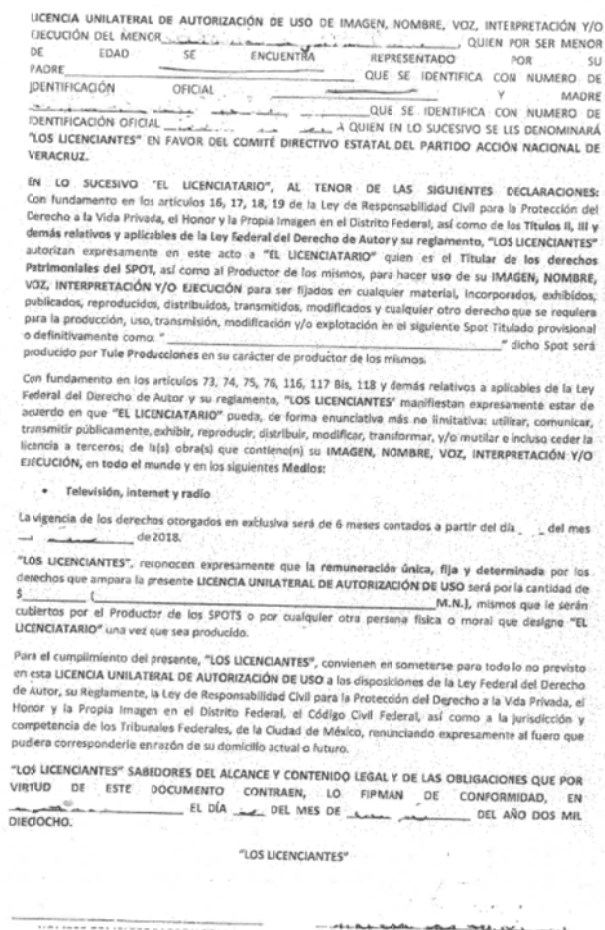 LICENCIA UNILATERAL DE AUTORIZACIÓN DE USO DE IMAGEN, NOMBRE, VOZ, INTERPRETACIÓN Y/O
EJECUCIÓN DEL MENOR , QUIEN POR SER MENOR
DE EDAD SE ENCUENTRA REPRESENTADO POR SU
PADRE QUE SE IDENTIFICA CON NUMERO DE
IDENTIFICACIÓN OFICIAL Y MADRE
QUE SE IDENTIFICA CON NUMERO DE
IDENTIFICACIÓN OFICIAL A QUIEN EN LO SUCESIVO SE LES DENOMINARÁ
"LOS LICENCIANTES" EN FAVOR DEL COMITÉ DIRECTIVO ESTATAL DEL PARTIDO ACCIÓN NACIONAL DE
VERACRUZ.
EN LO SUCESIVO "EL LICENCIATARIO", AL TENOR DE LAS SIGUIENTES DECLARACIONES:
Con fundamento en los artículos 16, 17, 18, 19 de la Ley de Responsabilidad Civil para la Protección del
Derecho a la Vida Privada, el Honor y la Propia Imagen en el Distrito Federal, así como de los Títulos II, III y
demás relativos y aplicables de la Ley Federal del Derecho de Autor y su reglamento, "LOS LICENCIANTES"
autorizan expresamente en este acto a "EL LICENCIATARIO" quien es el Titular de los derechos
Patrimoniales del SPOT, así como al Productor de los mismos, para hacer uso de su IMAGEN, NOMBRE,
VOZ, INTERPRETACIÓN Y/O EJECUCIÓN para ser fijados en cualquier material, incorporados, exhibidos,
publicados, reproducidos, distribuidos, transmitidos, modificados y cualquier otro derecho que se requiera
para la producción, uso, transmisión, modificación y/o explotación en el siguiente Spot Titulado provisional
o definitivamente como: " " dicho Spot será
producido por Tule Producciones en su carácter de productor de los mismos.
Con fundamento en los artículos 73, 74, 75, 76, 116, 117 Bis, 118 y demás relativos a aplicables de la Ley
Federal del Derecho de Autor y su reglamento, "LOS LICENCIANTES" manifiestan expresamente estar de
acuerdo en que "EL LICENCIATARIO" pueda, de forma enunciativa más no limitativa: utilizar, comunicar,
transmitir públicamente, exhibir, reproducir, distribuir, modificar, transformar, y/o mutilar e incluso ceder la
licencia a terceros; de la(s) obra(s) que contiene(n) su IMAGEN, NOMBRE, VOZ, INTERPRETACIÓN Y/O
EJECUCIÓN, en todo el mundo y en los siguientes Medios:
• Televisión, internet y radio
La vigencia de los derechos otorgados en exclusiva será de 6 meses contados a partir del día del mes
de 2018.
"LOS LICENCIANTES", reconocen expresamente que la remuneración única, fija y determinada por los
derechos que ampara la presente LICENCIA UNILATERAL DE AUTORIZACIÓN DE USO será por la cantidad de
$ ( M.N.), mismos que le serán
cubiertos por el Productor de los SPOTS o por cualquier otra persona física o moral que designe "EL
LICENCIATARIO" una vez que sea producido.
Para el cumplimiento del presente, "LOS LICENCIANTES", convienen en someterse para todo lo no previsto
en esta LICENCIA UNILATERAL DE AUTORIZACIÓN DE USO a las disposiciones de la Ley Federal del Derecho
de Autor, su Reglamente, la Ley de Responsabilidad Civil para la Protección del Derecho a la Vda Privada, el
Honor y la Propia Imagen en el Distrito Federal, el Código Civil Federal, así como a la jurisdicción y
competencia de los Tribunales Federales, de la Ciudad de México, renunciando expresamente al fuero que
pudiera corresponderle en razón de su domicilio actual o futuro.
"LOS LICENCIANTES" SABIDORES DEL ALCANCE Y CONTENIDO LEGAL Y DE LAS OBLIGACIONES QUE POR
VIRTUD DE ESTE DOCUMENTO CONTRAEN, LO FIRMAN DE CONFORMIDAD, EN
EL DÍA DEL MES DE DEL AÑO DOS MIL
DIECIOCHO.
"LOS LICENCIANTES"